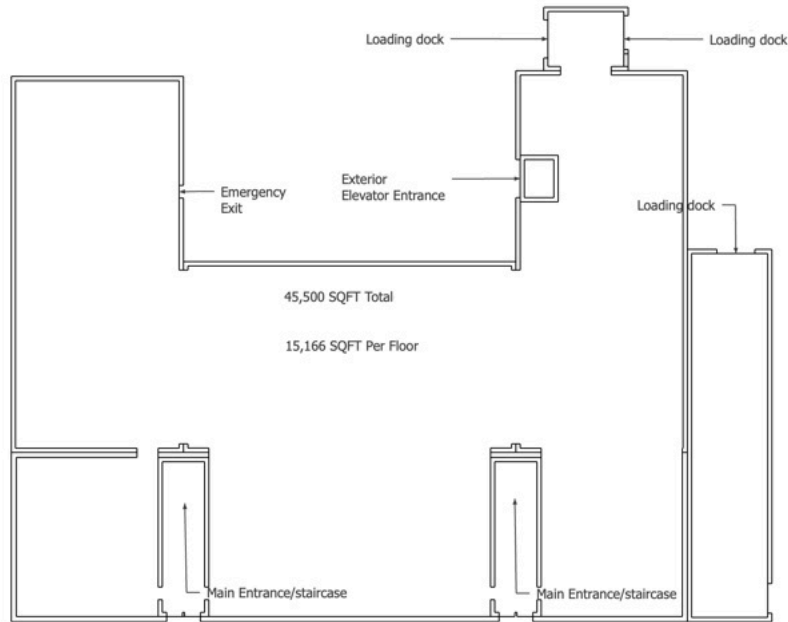 Loading dock
Loading dock
Exterior
Elevator Entrance
Emergency
Exit
Loading dock
45,500 SQFT Total
15,166 SQFT Per Floor
Main Entrance/staircase
Main Entrance/staircase